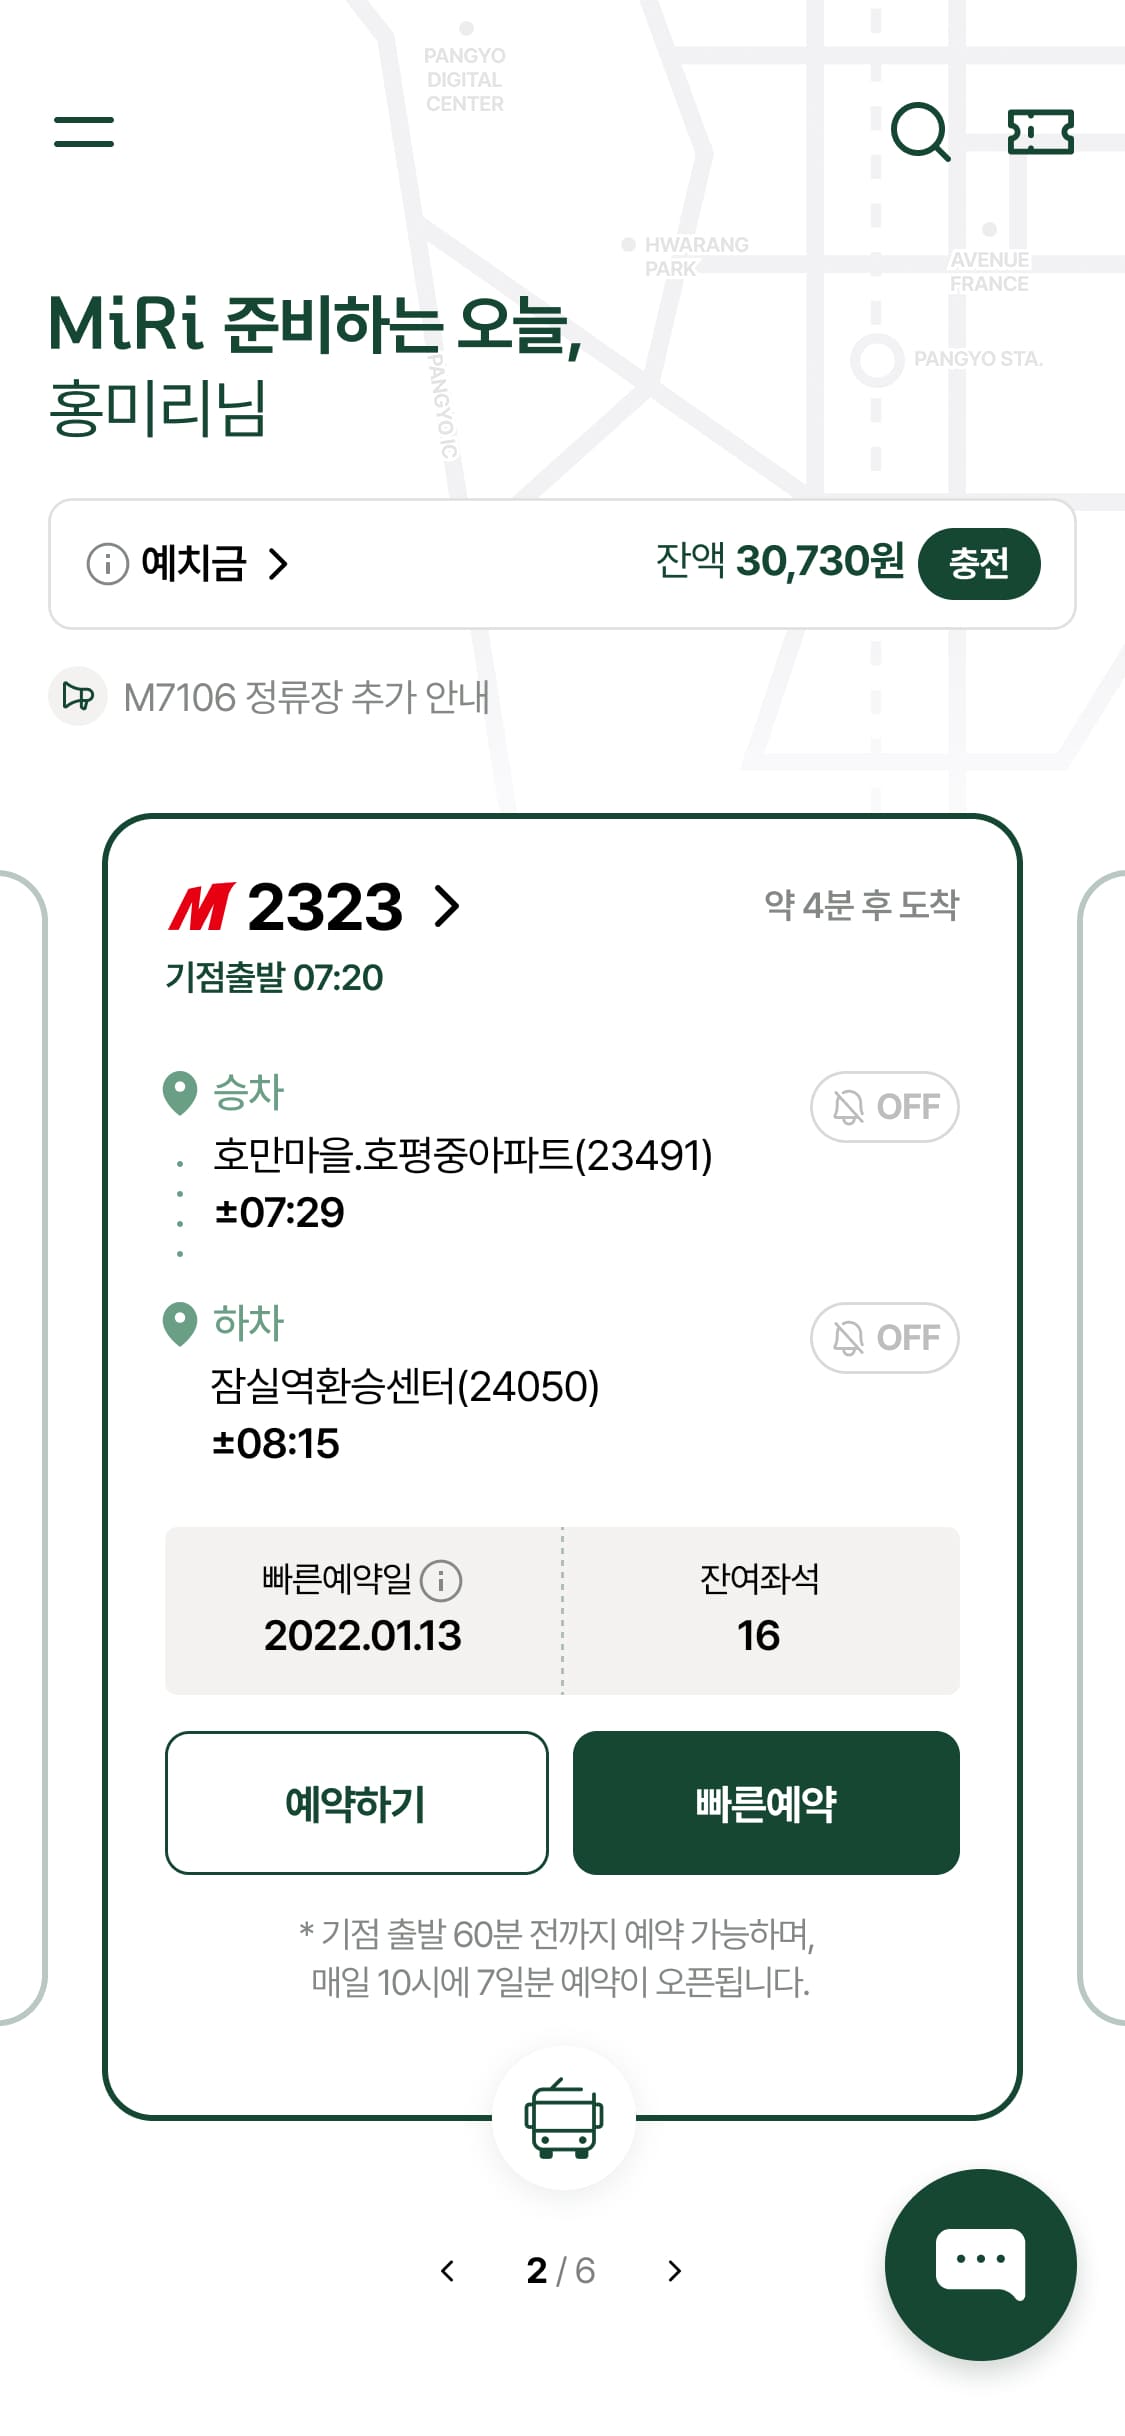 PANGYO
DIGITAL
CENTER
HWARANG
PARK
AVENUE
FRANCE
PANGYO STA.
PANGYO IC
MiRi 준비하는 오늘,
홍미리님
예치금
잔액 30,730원
충전
M7106 정류장 추가 안내
M 2323
약 4분 후 도착
기점출발 07:20
승차
OFF
호만마을.호평중아파트(23491)
±07:29
하차
OFF
잠실역환승센터(24050)
±08:15
빠른예약일
2022.01.13
잔여좌석
16
예약하기
빠른예약
* 기점 출발 60분 전까지 예약 가능하며,
매일 10시에 7일분 예약이 오픈됩니다.
2 / 6